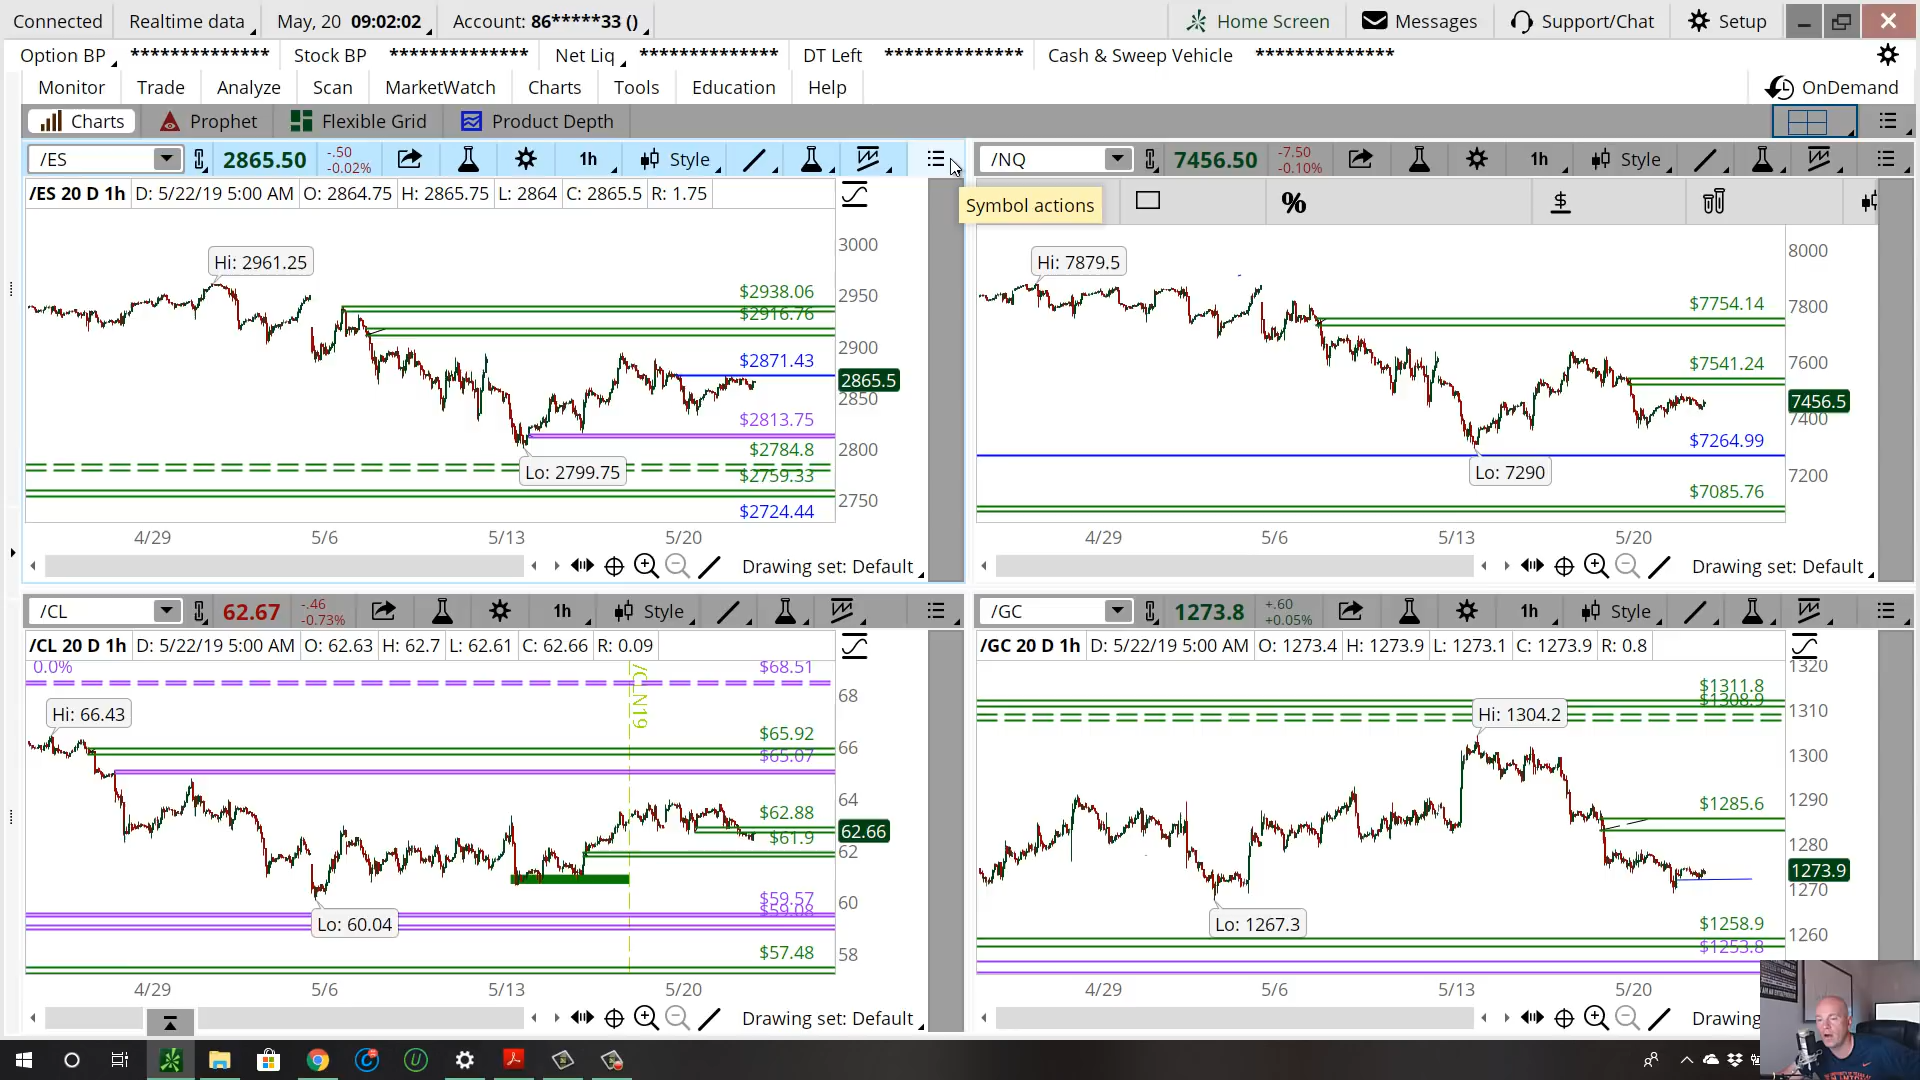 Connected Realtime data May, 20 09:02:02 Account: 86*****33 () Home Screen Messages Support/Chat Setup
Option BP ************** Stock BP ************** Net Liq ************** DT Left ************** Cash & Sweep Vehicle **************
Monitor Trade Analyze Scan MarketWatch Charts Tools Education Help OnDemand
Charts Prophet Flexible Grid Product Depth
/ES 2865.50 -.50 -0.02% 1h Style
/ES 20 D 1h D: 5/22/19 5:00 AM O: 2864.75 H: 2865.75 L: 2864 C: 2865.5 R: 1.75
Symbol actions
Hi: 2961.25
$2938.06
$2916.76
$2871.43
$2813.75
$2784.8
$2759.33
$2724.44
Lo: 2799.75
3000
2950
2900
2865.5
2850
2800
2750
4/29 5/6 5/13 5/20
Drawing set: Default
/NQ 7456.50 -7.50 -0.10% 1h Style
% $
Hi: 7879.5
$7754.14
$7541.24
$7264.99
$7085.76
Lo: 7290
8000
7800
7600
7456.5
7400
7200
4/29 5/6 5/13 5/20
Drawing set: Default
/CL 62.67 -.46 -0.73% 1h Style
/CL 20 D 1h D: 5/22/19 5:00 AM O: 62.63 H: 62.7 L: 62.61 C: 62.66 R: 0.09
0.0%
$68.51
/CLN19
Hi: 66.43
$65.92
$65.07
$62.88
$61.9
$59.57
$59.08
$57.48
Lo: 60.04
68
66
64
62.66
62
60
58
4/29 5/6 5/13 5/20
Drawing set: Default
/GC 1273.8 +.60 +0.05% 1h Style
/GC 20 D 1h D: 5/22/19 5:00 AM O: 1273.4 H: 1273.9 L: 1273.1 C: 1273.9 R: 0.8
$1311.8
$1308.9
Hi: 1304.2
$1285.6
$1258.9
$1253.8
Lo: 1267.3
1320
1310
1300
1290
1280
1273.9
1270
1260
4/29 5/6 5/13 5/20
Drawing